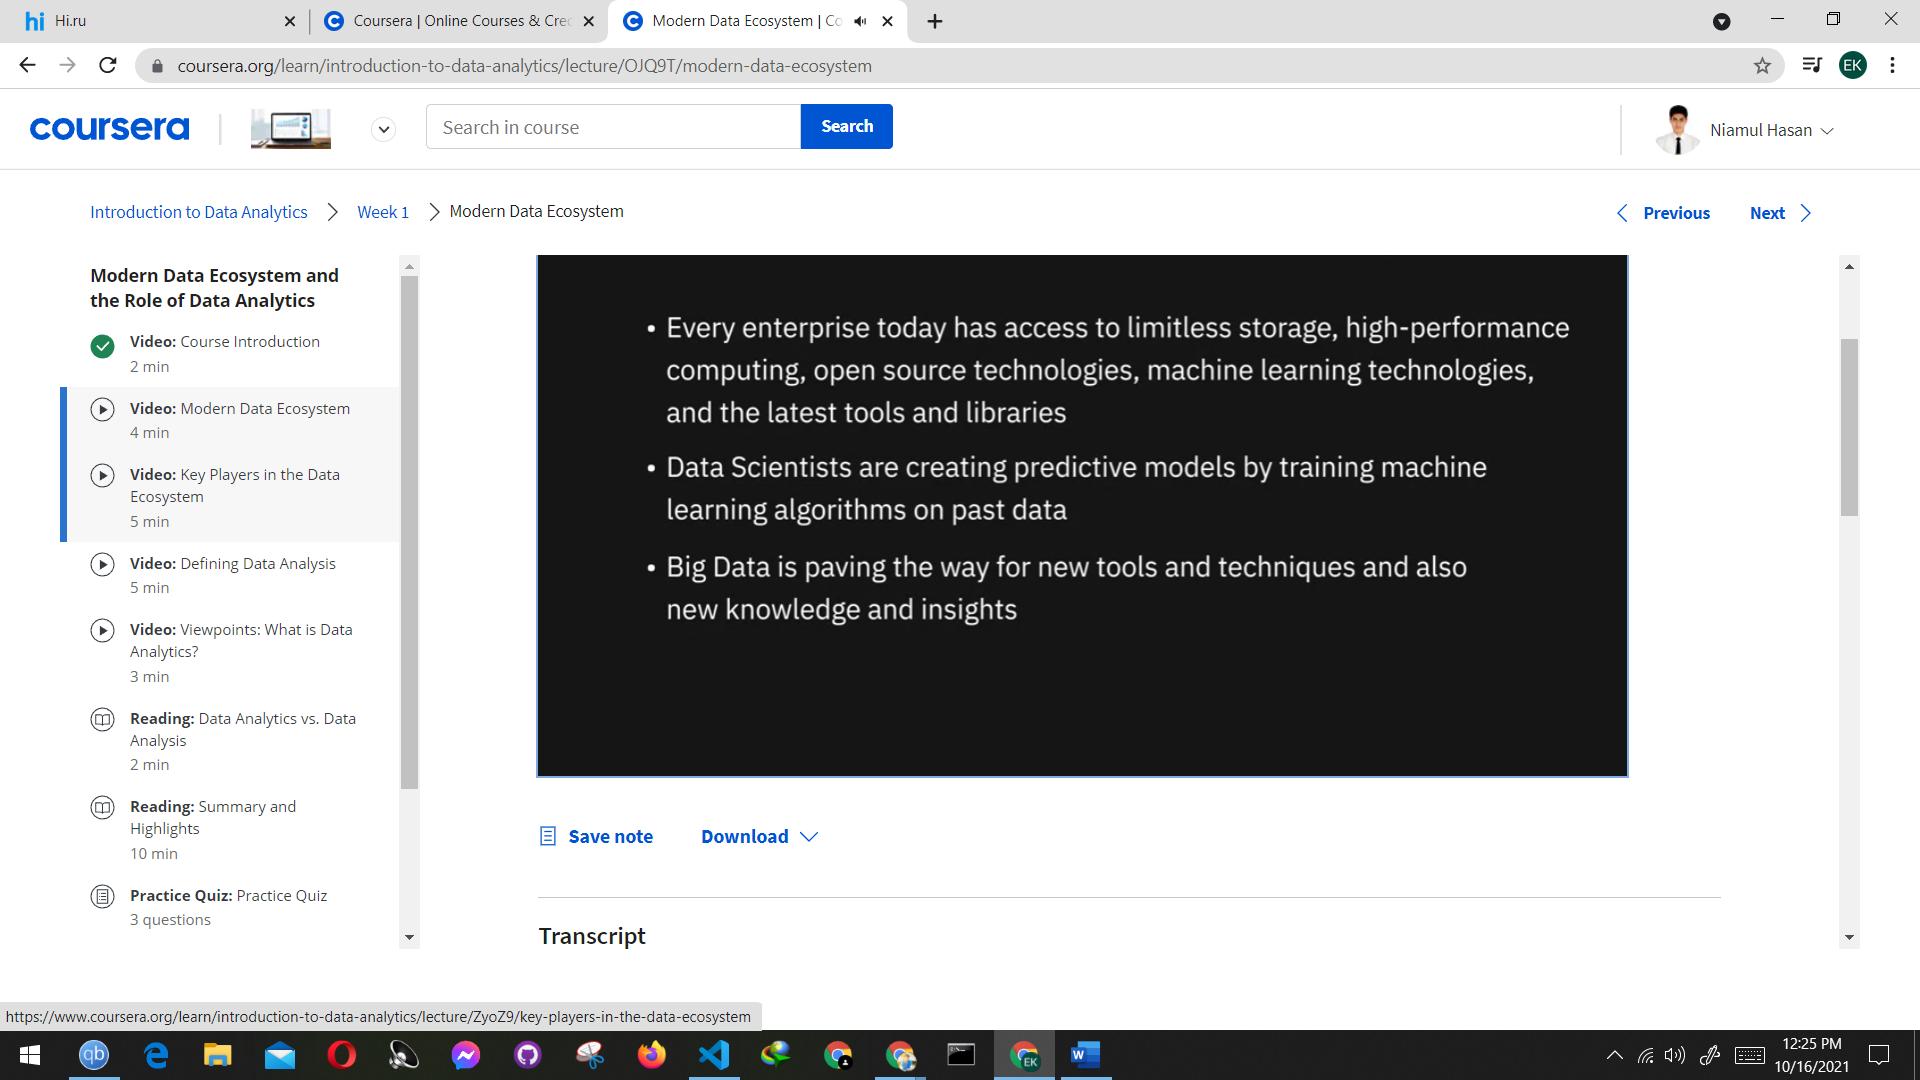 hi Hi.ru
Coursera | Online Courses & Crec
Modern Data Ecosystem | Co
coursera.org/learn/introduction-to-data-analytics/lecture/OJQ9T/modern-data-ecosystem
EK
coursera
Search in course
Search
Niamul Hasan
Introduction to Data Analytics
Week 1
Modern Data Ecosystem
Previous
Next
Modern Data Ecosystem and
the Role of Data Analytics
Video: Course Introduction
2 min
Video: Modern Data Ecosystem
4 min
Video: Key Players in the Data
Ecosystem
5 min
Video: Defining Data Analysis
5 min
Video: Viewpoints: What is Data
Analytics?
3 min
Reading: Data Analytics vs. Data
Analysis
2 min
Reading: Summary and
Highlights
10 min
Practice Quiz: Practice Quiz
3 questions
• Every enterprise today has access to limitless storage, high-performance
computing, open source technologies, machine learning technologies,
and the latest tools and libraries
• Data Scientists are creating predictive models by training machine
learning algorithms on past data
• Big Data is paving the way for new tools and techniques and also
new knowledge and insights
Save note
Download
Transcript
https://www.coursera.org/learn/introduction-to-data-analytics/lecture/ZyoZ9/key-players-in-the-data-ecosystem
qb
EK
W
12:25 PM
10/16/2021